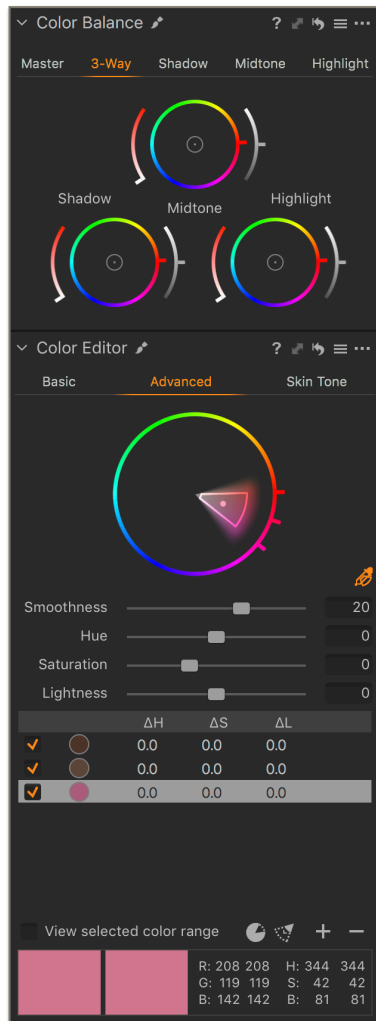 Color Balance ?
Master 3-Way Shadow Midtone Highlight
Shadow Midtone Highlight
Color Editor ?
Basic Advanced Skin Tone
Smoothness 20
Hue 0
Saturation 0
Lightness 0
ΔH ΔS ΔL
0.0 0.0 0.0
0.0 0.0 0.0
0.0 0.0 0.0
View selected color range
R: 208 208 H: 344 344
G: 119 119 S: 42 42
B: 142 142 B: 81 81